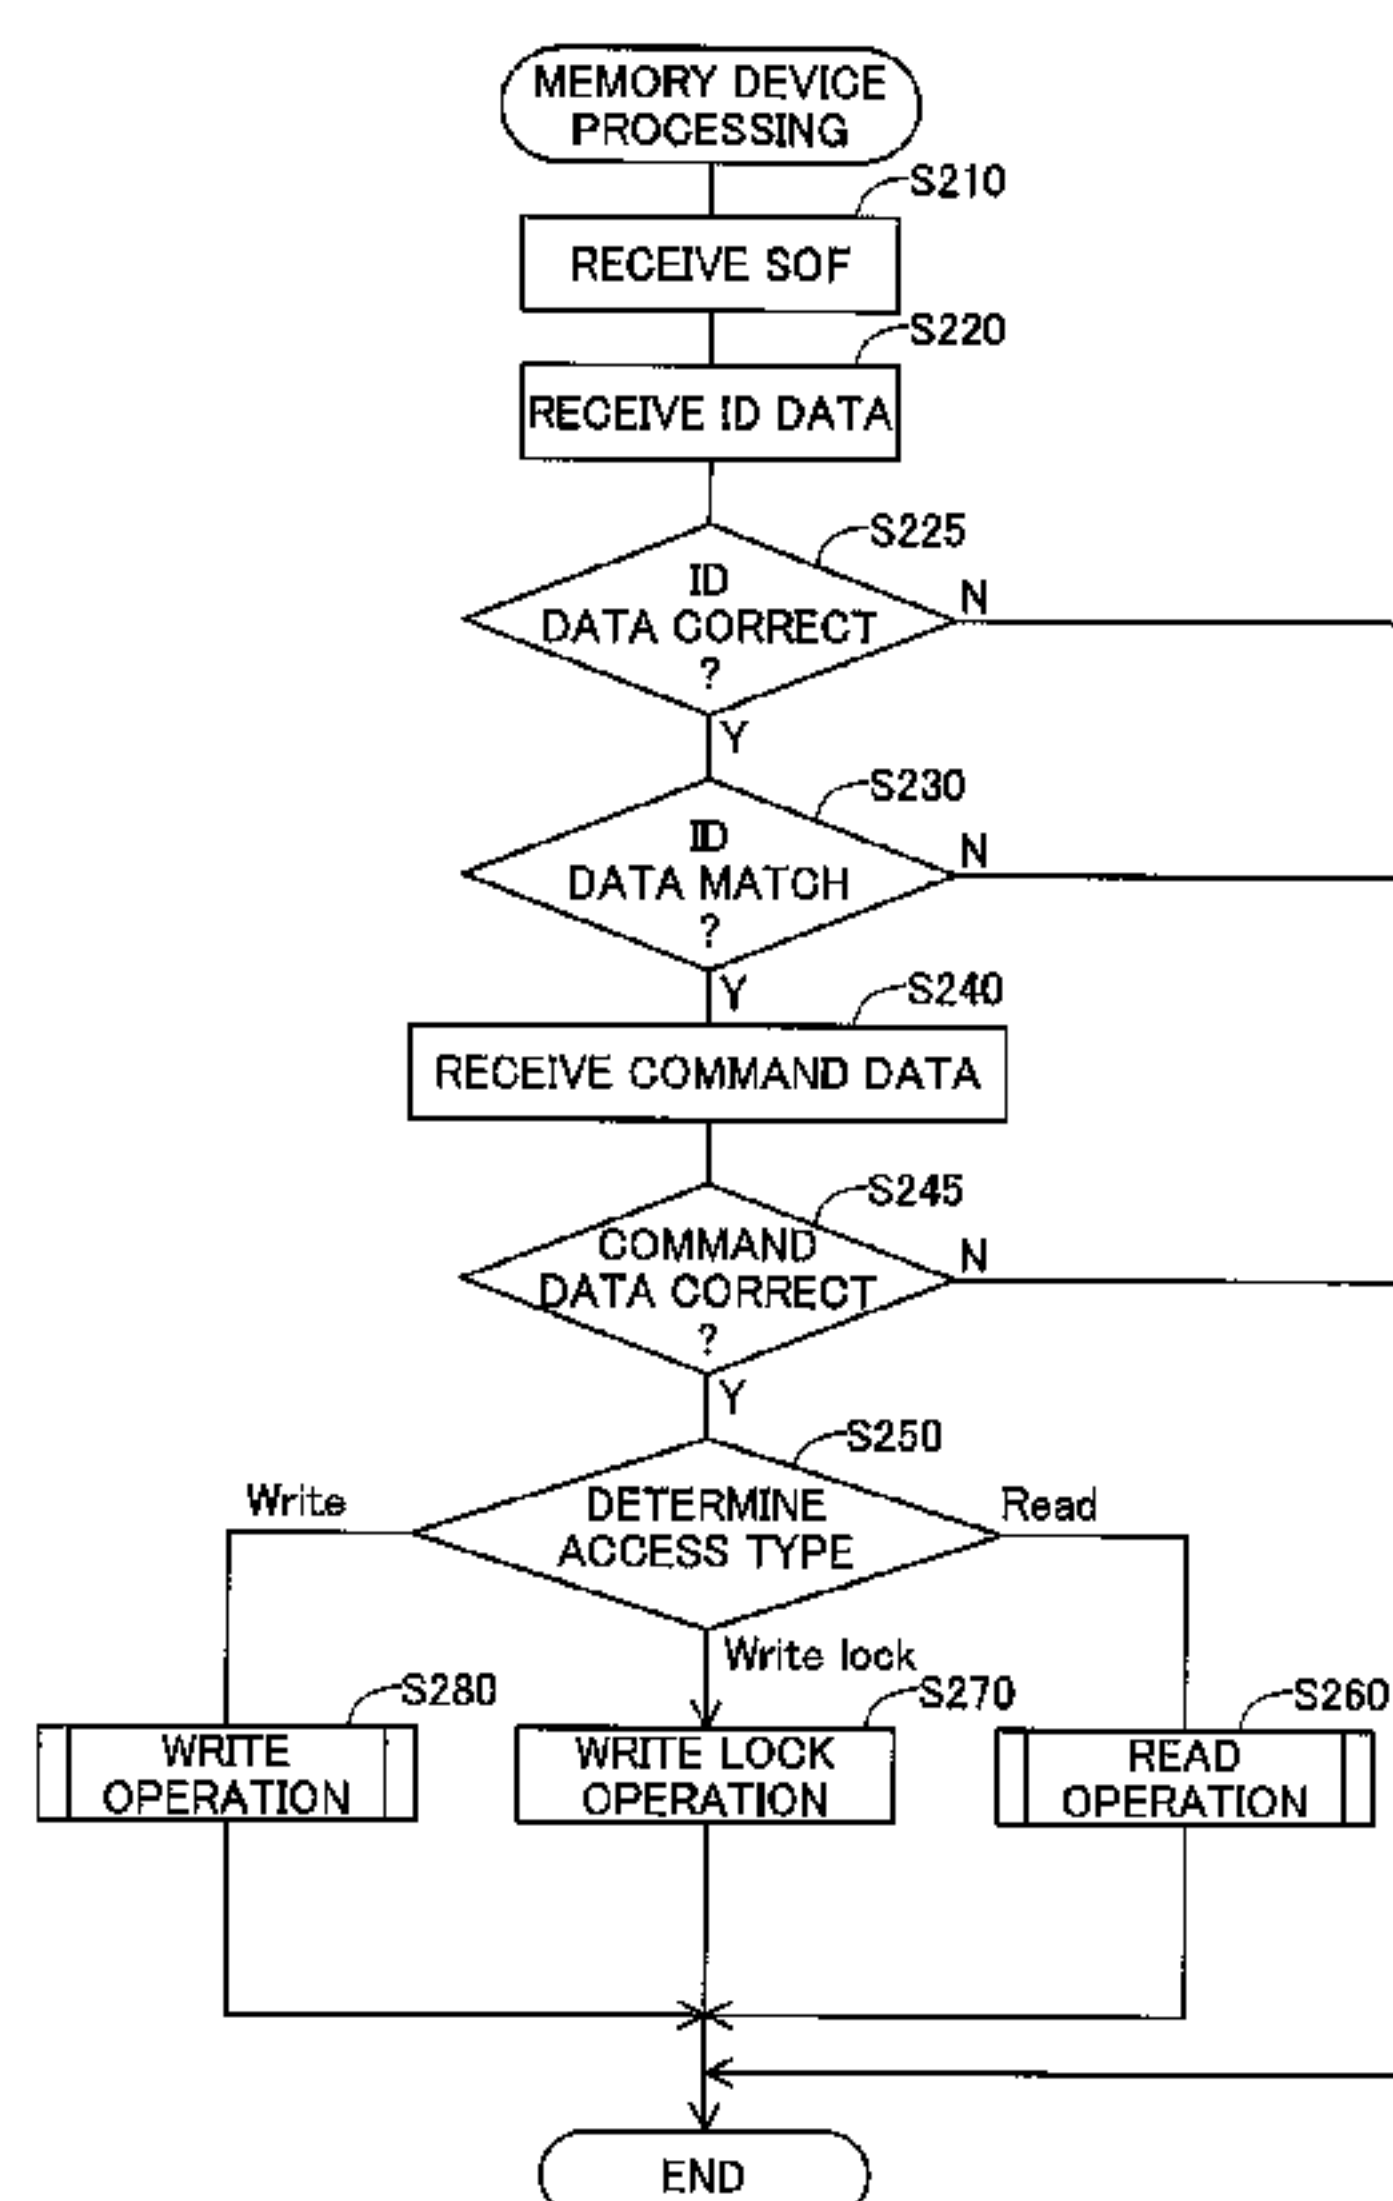 MEMORY DEVICE
PROCESSING
S210
RECEIVE SOF
S220
RECEIVE ID DATA
S225
ID
DATA CORRECT
?
N
Y
S230
ID
DATA MATCH
?
N
Y
S240
RECEIVE COMMAND DATA
S245
COMMAND
DATA CORRECT
?
N
Y
S250
DETERMINE
ACCESS TYPE
Write
Read
Write lock
S280
WRITE
OPERATION
S270
WRITE LOCK
OPERATION
S260
READ
OPERATION
END